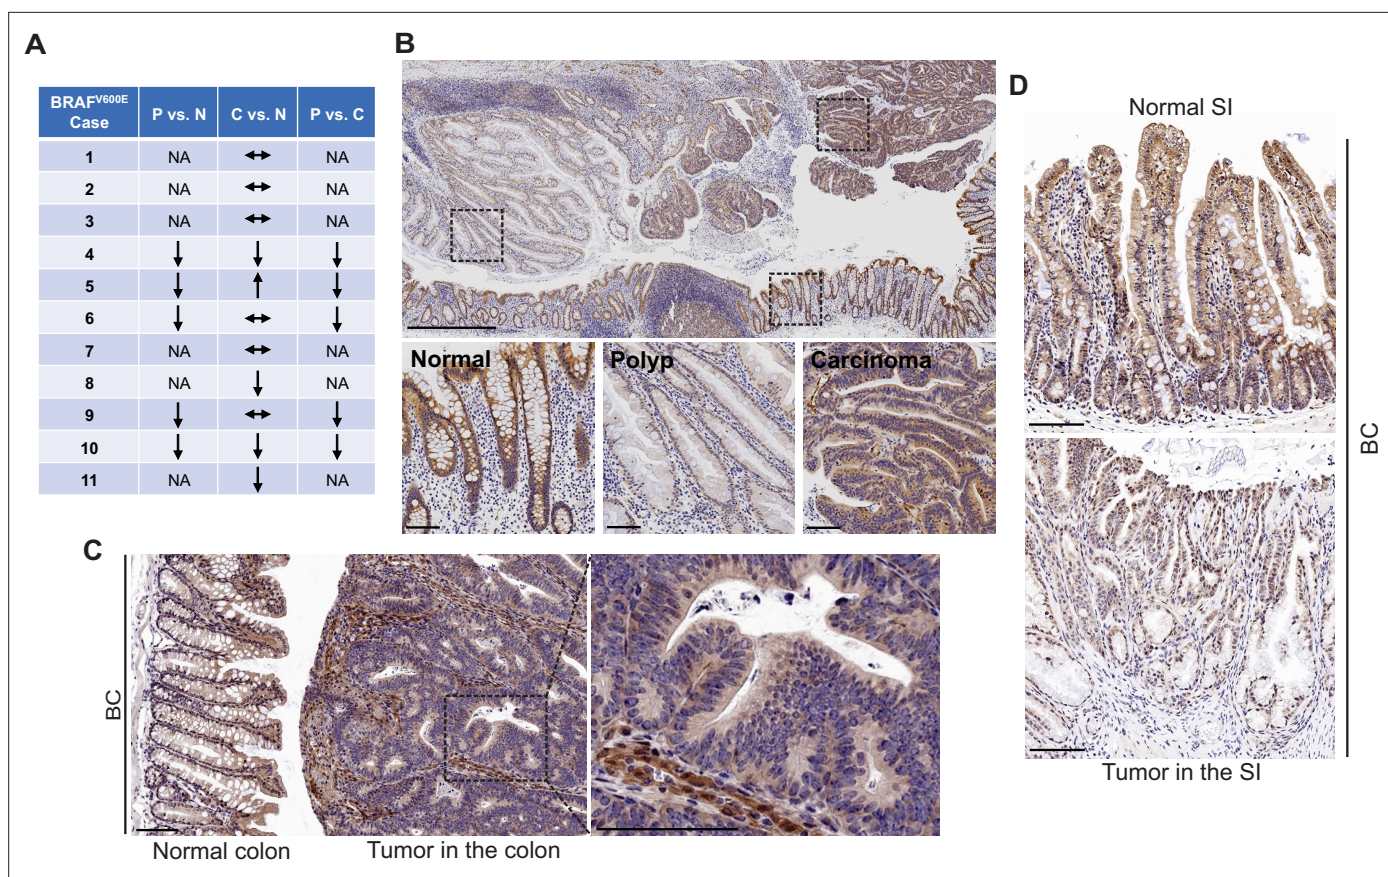 A
BRAFV600E Case P vs. N C vs. N P vs. C
1 NA ↔ NA
2 NA ↔ NA
3 NA ↔ NA
4 ↓ ↓ ↓
5 ↓ ↑ ↓
6 ↓ ↔ ↓
7 NA ↔ NA
8 NA ↓ NA
9 ↓ ↔ ↓
10 ↓ ↓ ↓
11 NA ↓ NA
B
Normal
Polyp
Carcinoma
C
BC
Normal colon
Tumor in the colon
D
Normal SI
BC
Tumor in the SI